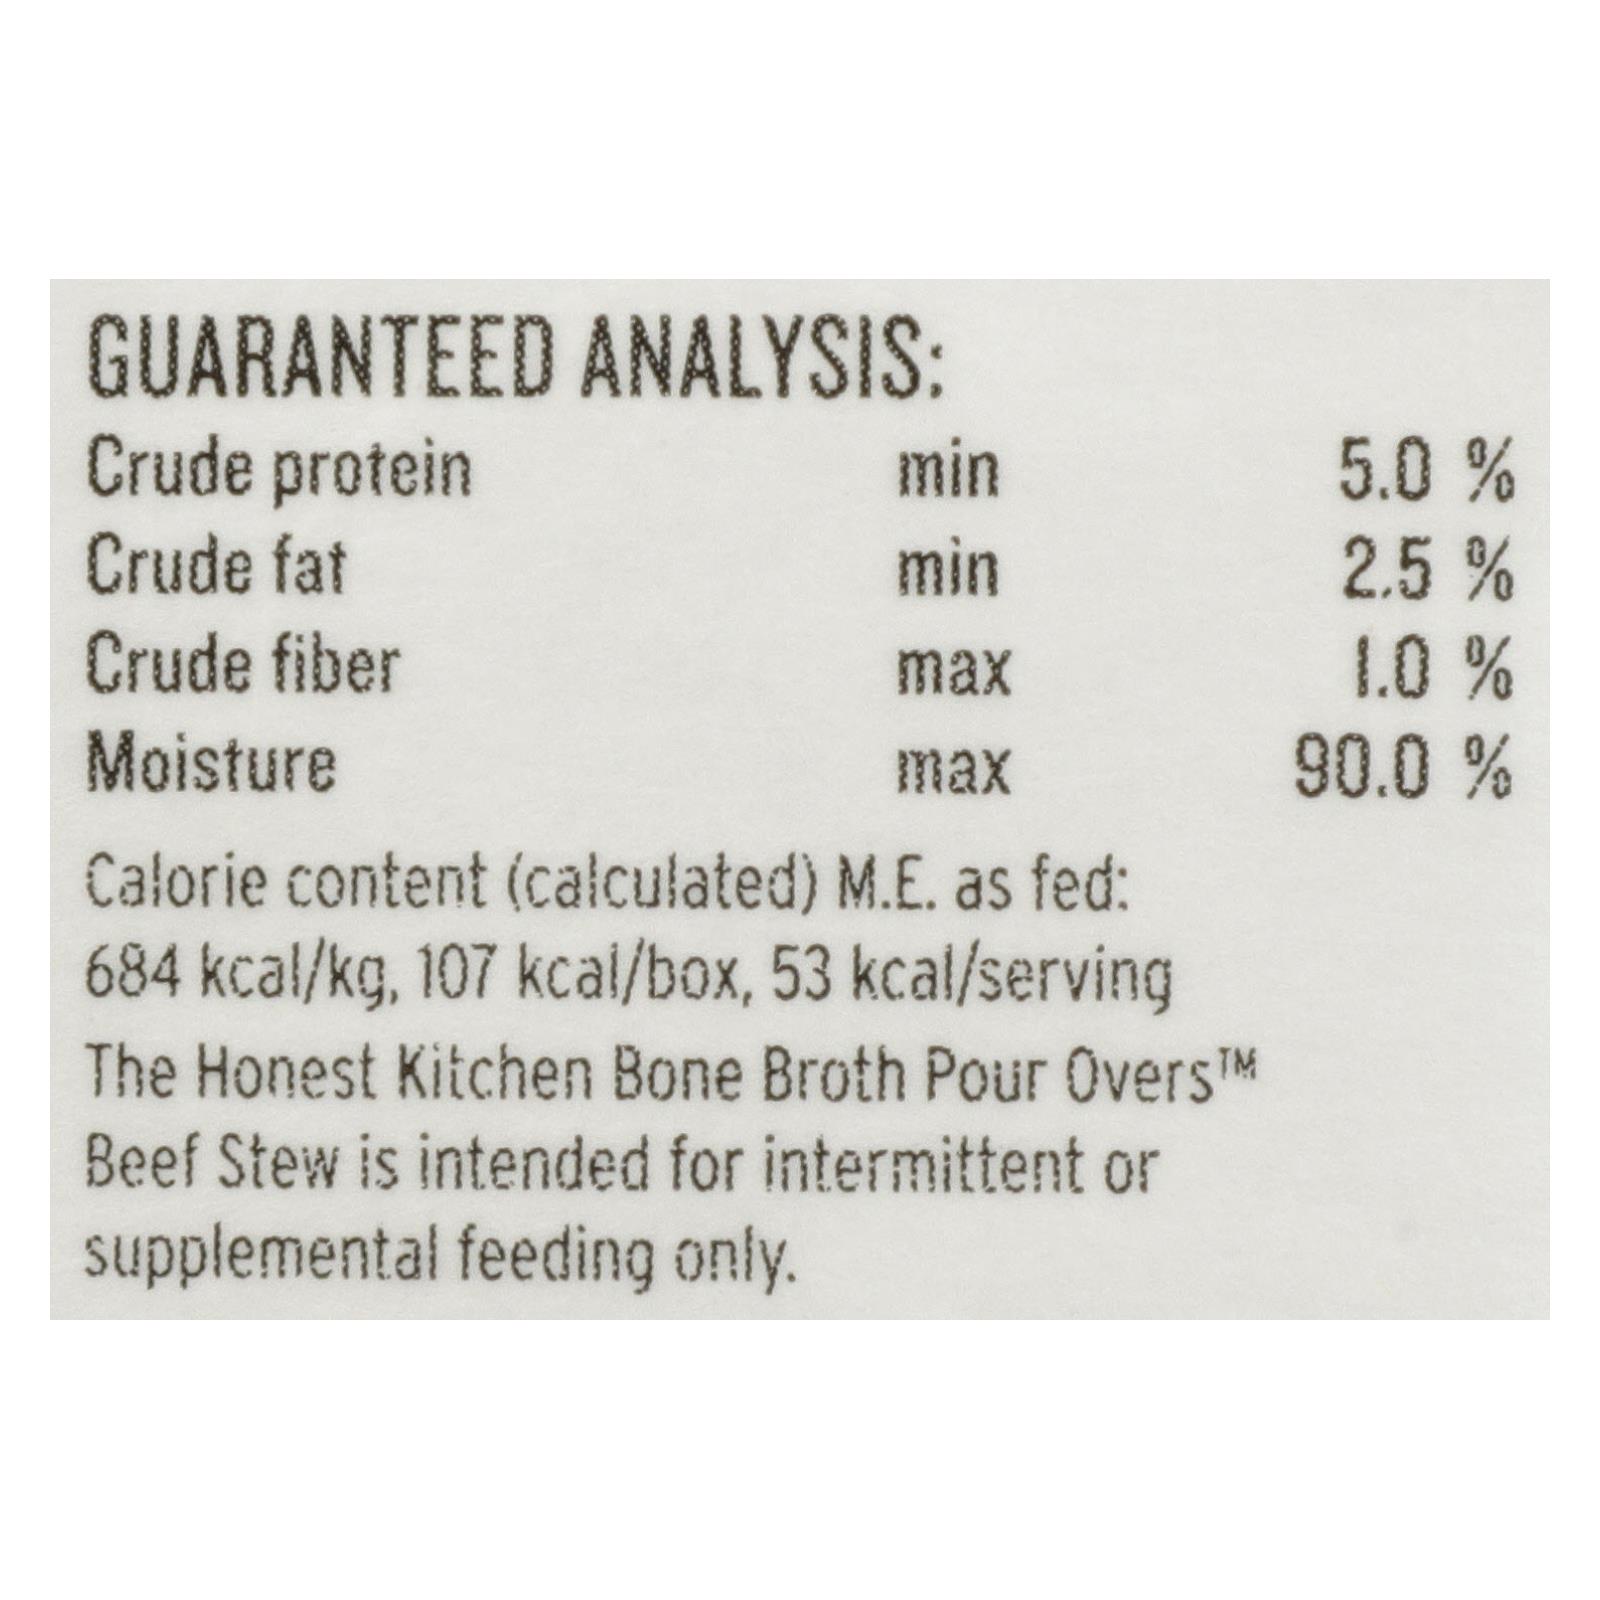 GUARANTEED ANALYSIS:
Crude protein min 5.0 %
Crude fat min 2.5 %
Crude fiber max 1.0 %
Moisture max 90.0 %
Calorie content (calculated) M.E. as fed:
684 kcal/kg, 107 kcal/box, 53 kcal/serving
The Honest Kitchen Bone Broth Pour Overs™
Beef Stew is intended for intermittent or
supplemental feeding only.